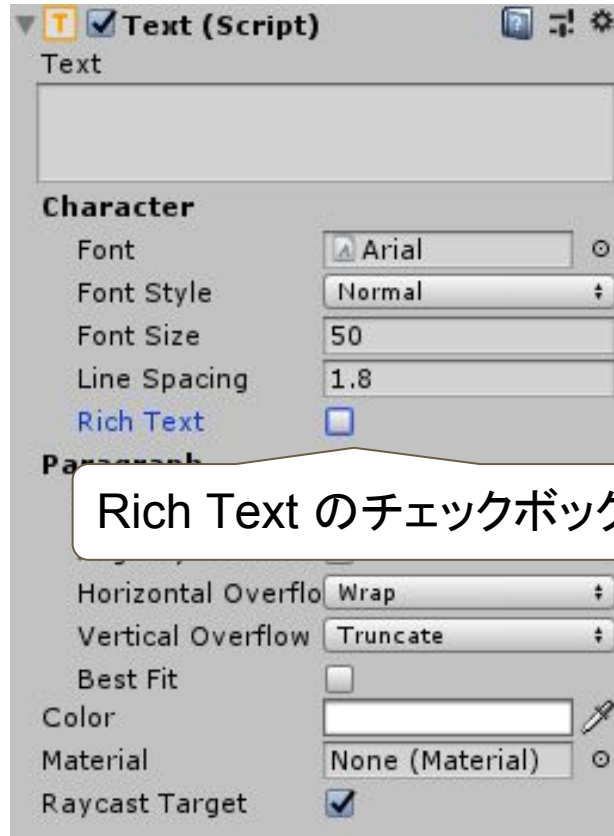 Text (Script)
Text
Character
Font Arial
Font Style Normal
Font Size 50
Line Spacing 1.8
Rich Text
Paragraph
Rich Text のチェックボック
Horizontal Overflo Wrap
Vertical Overflow Truncate
Best Fit
Color
Material None (Material)
Raycast Target